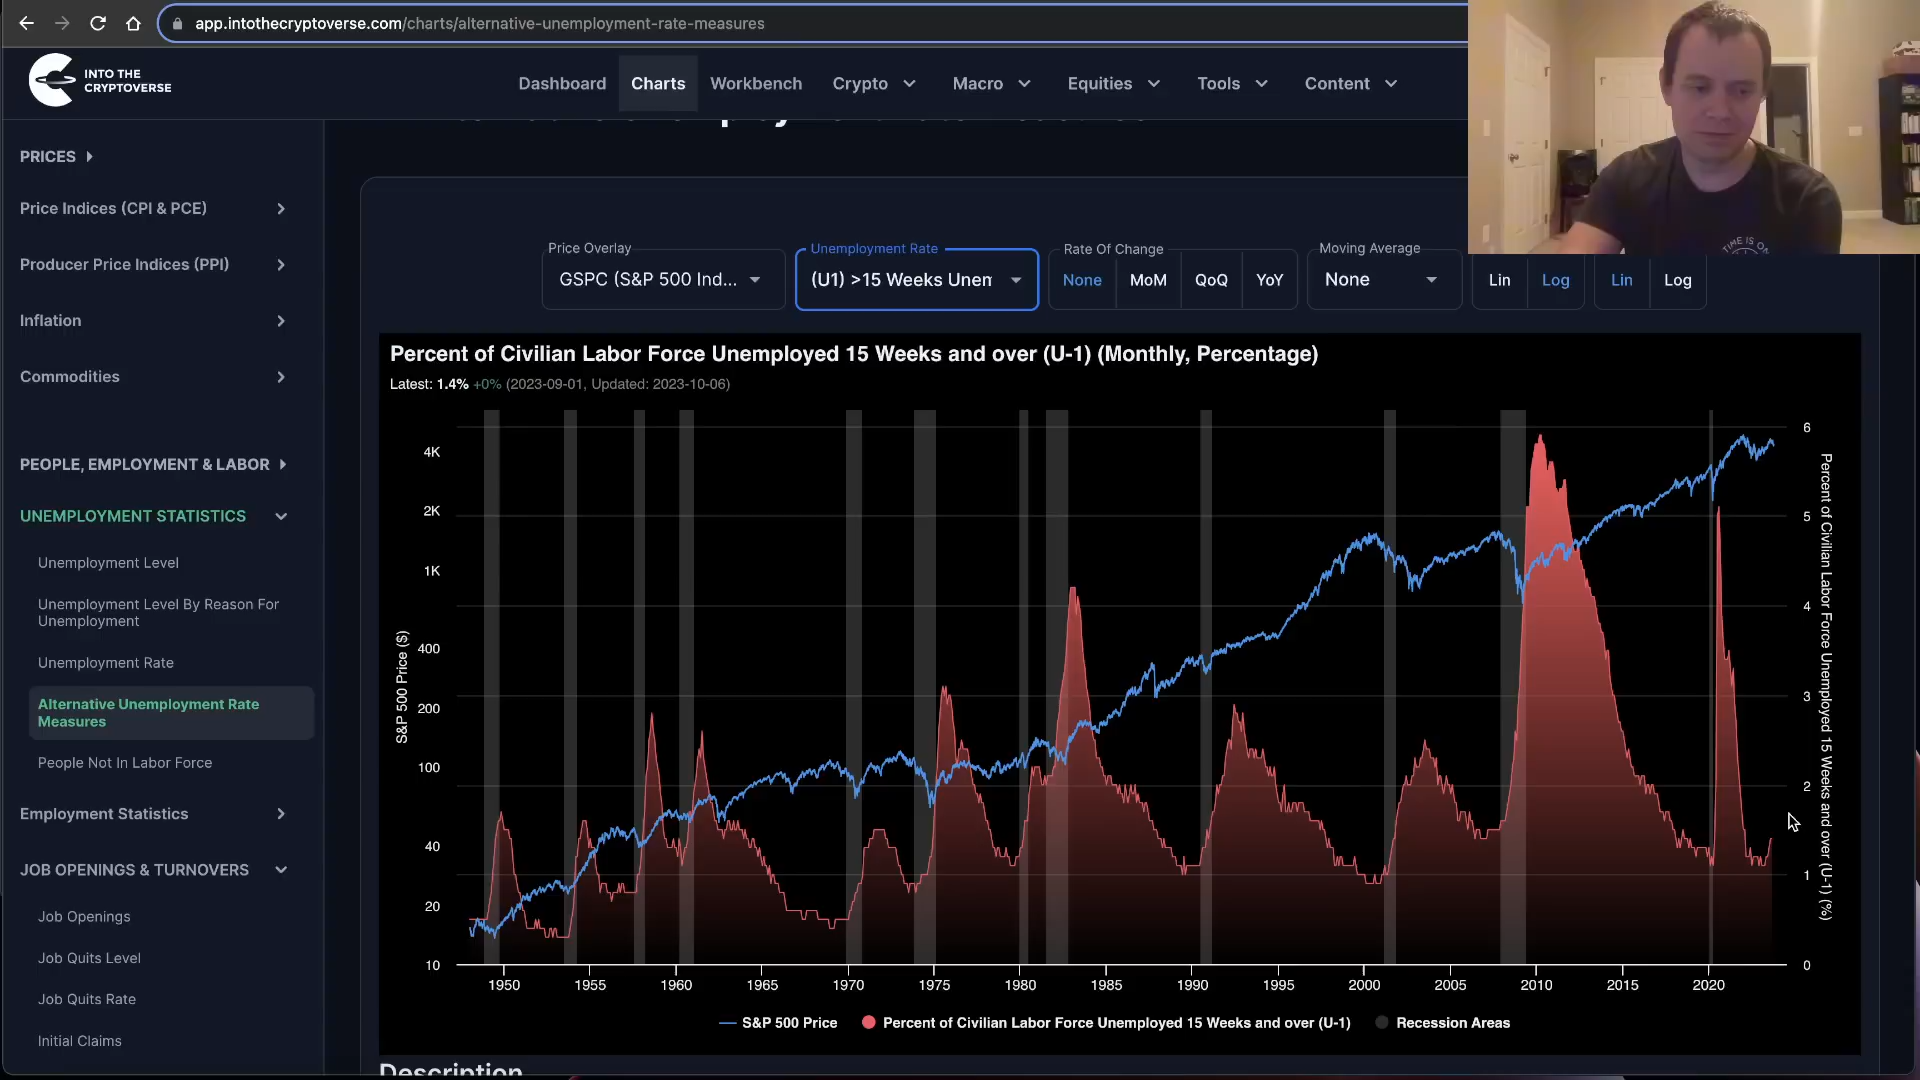 app.intothecryptoverse.com/charts/alternative-unemployment-rate-measures
INTO THE
CRYPTOVERSE
Dashboard
Charts
Workbench
Crypto
Macro
Equities
Tools
Content
PRICES
Price Indices (CPI & PCE)
Producer Price Indices (PPI)
Inflation
Commodities
PEOPLE, EMPLOYMENT & LABOR
UNEMPLOYMENT STATISTICS
Unemployment Level
Unemployment Level By Reason For
Unemployment
Unemployment Rate
Alternative Unemployment Rate
Measures
People Not In Labor Force
Employment Statistics
JOB OPENINGS & TURNOVERS
Job Openings
Job Quits Level
Job Quits Rate
Initial Claims
Price Overlay
GSPC (S&P 500 Ind...
Unemployment Rate
(U1) >15 Weeks Unem
Rate Of Change
None
MoM
QoQ
YoY
Moving Average
None
Lin
Log
Lin
Log
TIME IS
Percent of Civilian Labor Force Unemployed 15 Weeks and over (U-1) (Monthly, Percentage)
Latest: 1.4% +0% (2023-09-01, Updated: 2023-10-06)
S&P 500 Price ($)
4K
2K
1K
400
200
100
40
20
10
6
5
4
3
2
1
0
Percent of Civilian Labor Force Unemployed 15 Weeks and over (U-1) (%)
1950
1955
1960
1965
1970
1975
1980
1985
1990
1995
2000
2005
2010
2015
2020
S&P 500 Price
Percent of Civilian Labor Force Unemployed 15 Weeks and over (U-1)
Recession Areas
Description